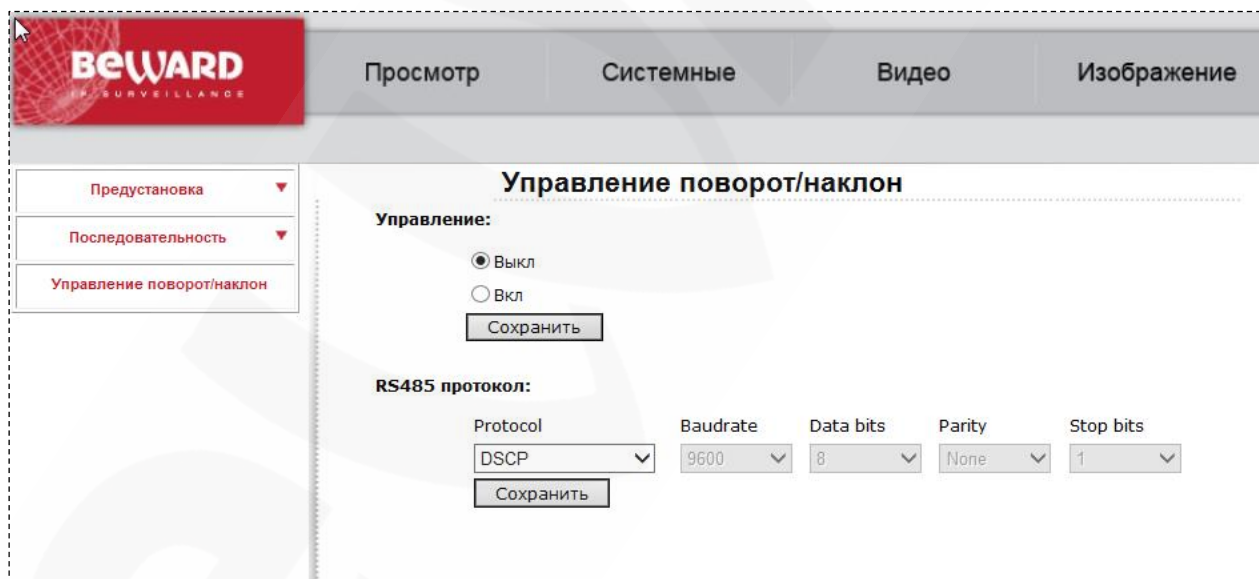 BEWARD
IP SURVEILLANCE
Просмотр Системные Видео Изображение
Предустановка
Последовательность
Управление поворот/наклон
Управление поворот/наклон
Управление:
Выкл
Вкл
Сохранить
RS485 протокол:
Protocol Baudrate Data bits Parity Stop bits
DSCP 9600 8 None 1
Сохранить